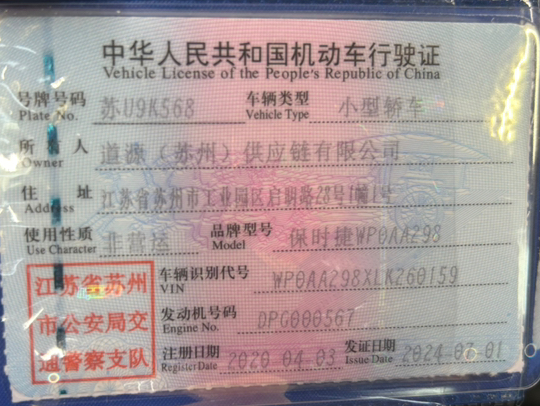 中华人民共和国机动车行驶证
Vehicle License of the People's Republic of China
号牌号码 苏U9K568 车辆类型 小型轿车
Plate No. Vehicle Type
所有人 道源（苏州）供应链有限公司
Owner
住址 江苏省苏州市工业园区启明路28号1幢1号
Address
使用性质 非营运 品牌型号 保时捷WP0AA298
Use Character Model
江苏省苏州 车辆识别代号 WP0AA298XLK260159
VIN
市公安局交 发动机号码 DPG000567
Engine No.
通警察支队 注册日期 2020-04-03 发证日期 2024-03-01
Register Date Issue Date